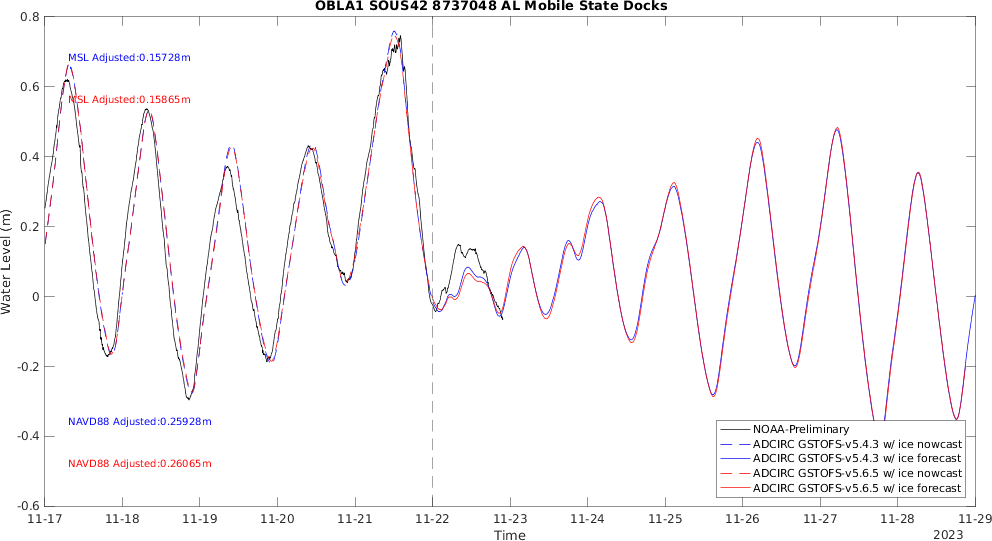 OBLA1 SOUS42 8737048 AL Mobile State Docks
0.8
0.6
0.4
0.2
0
-0.2
-0.4
-0.6
Water Level (m)
MSL Adjusted:0.15728m
MSL Adjusted:0.15865m
NAVD88 Adjusted:0.25928m
NAVD88 Adjusted:0.26065m
NOAA-Preliminary
ADCIRC GSTOFS-v5.4.3 w/ ice nowcast
ADCIRC GSTOFS-v5.4.3 w/ ice forecast
ADCIRC GSTOFS-v5.6.5 w/ ice nowcast
ADCIRC GSTOFS-v5.6.5 w/ ice forecast
11-17 11-18 11-19 11-20 11-21 11-22 11-23 11-24 11-25 11-26 11-27 11-28 11-29
Time
2023